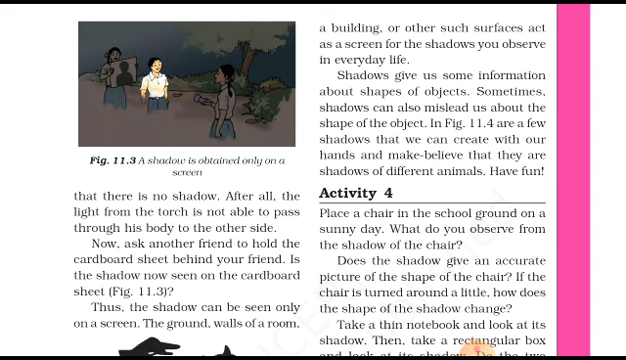 Fig. 11.3 A shadow is obtained only on a
screen
that there is no shadow. After all, the
light from the torch is not able to pass
through his body to the other side.
Now, ask another friend to hold the
cardboard sheet behind your friend. Is
the shadow now seen on the cardboard
sheet (Fig. 11.3)?
Thus, the shadow can be seen only
on a screen. The ground, walls of a room,
a building, or other such surfaces act
as a screen for the shadows you observe
in everyday life.
Shadows give us some information
about shapes of objects. Sometimes,
shadows can also mislead us about the
shape of the object. In Fig. 11.4 are a few
shadows that we can create with our
hands and make-believe that they are
shadows of different animals. Have fun!
Activity 4
Place a chair in the school ground on a
sunny day. What do you observe from
the shadow of the chair?
Does the shadow give an accurate
picture of the shape of the chair? If the
chair is turned around a little, how does
the shape of the shadow change?
Take a thin notebook and look at its
shadow. Then, take a rectangular box
and look at its shadow. Do the two